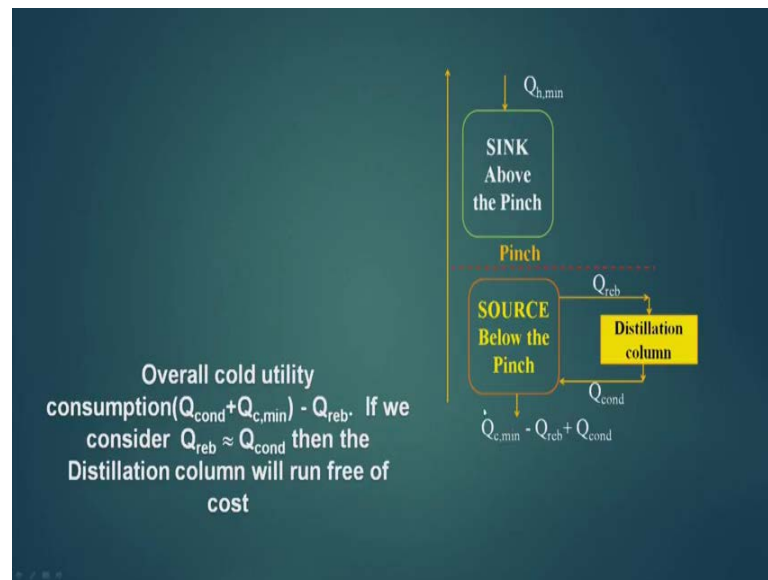 Q_h,min
SINK
Above
the Pinch
Pinch
Q_reb
SOURCE
Below the
Pinch
Distillation
column
Q_cond
Q_c,min - Q_reb + Q_cond
Overall cold utility
consumption(Q_cond+Q_c,min) - Q_reb. If we
consider Q_reb ≈ Q_cond then the
Distillation column will run free of
cost